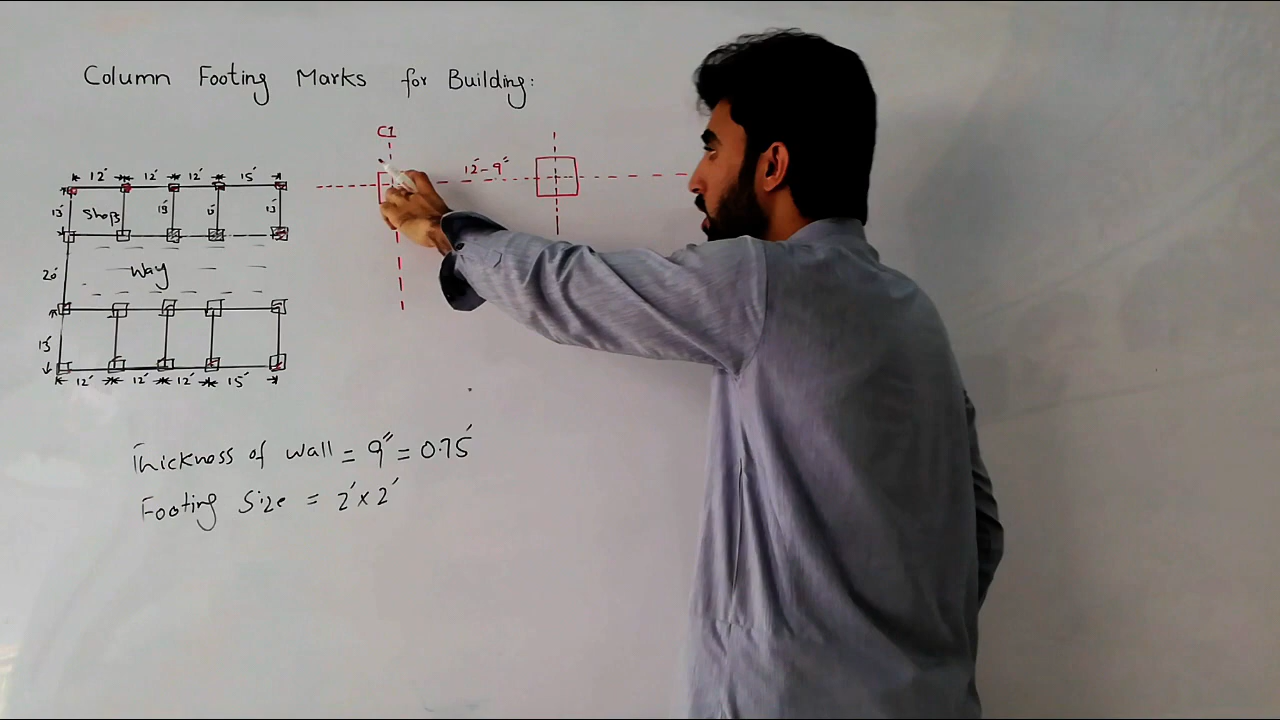 Column Footing Marks for Building:
C1
12'-9"
12' 12' 12' 15'
13' Shops 13' 13' 13'
20' Way
13'
12' 12' 12' 15'
Thickness of wall = 9" = 0.75'
Footing Size = 2' x 2'